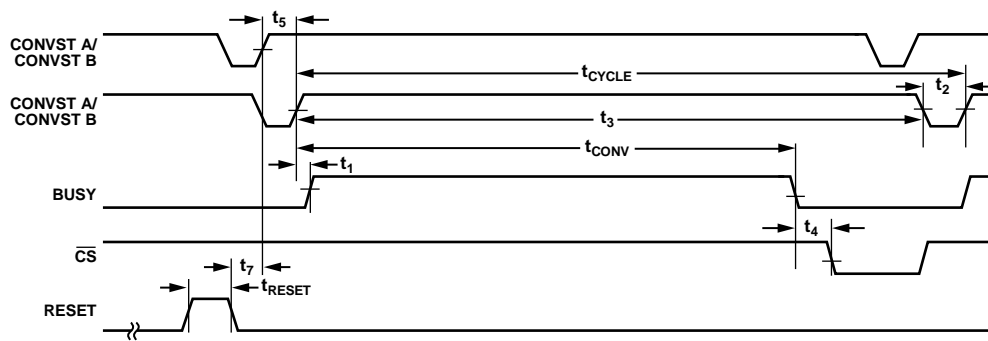 t5
CONVST A/
CONVST B
tCYCLE
t2
CONVST A/
CONVST B
t3
tCONV
t1
BUSY
t4
CS
t7
tRESET
RESET